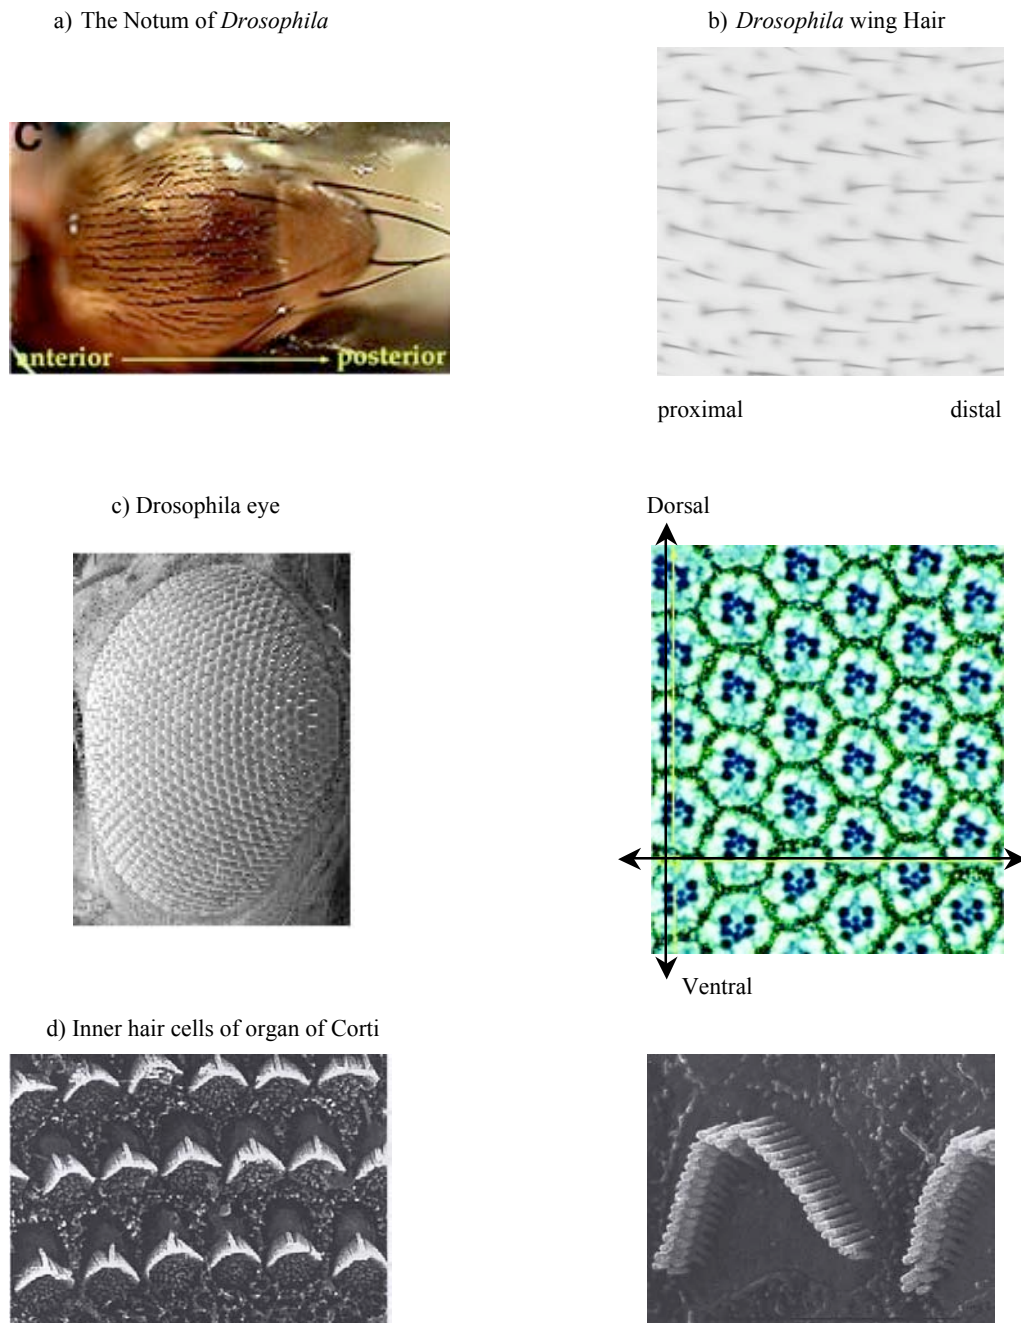 a) The Notum of Drosophila
b) Drosophila wing Hair
C
anterior
posterior
proximal
distal
c) Drosophila eye
Dorsal
Ventral
d) Inner hair cells of organ of Corti